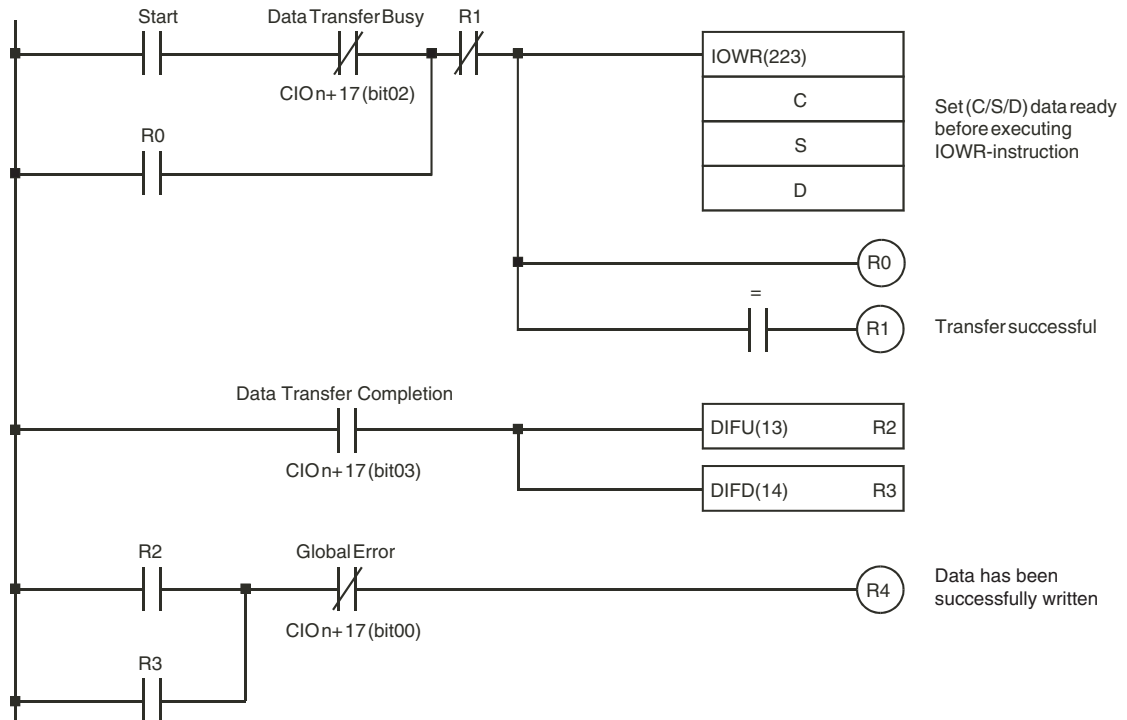 Start
Data Transfer Busy
R1
IOWR(223)
CIO n+17 (bit02)
C
Set (C/S/D) data ready
before executing
IOWR-instruction
R0
S
D
R0
=
R1
Transfer successful
Data Transfer Completion
DIFU(13) R2
CIO n+17 (bit03)
DIFD(14) R3
R2
Global Error
R4
Data has been
successfully written
CIO n+17 (bit00)
R3